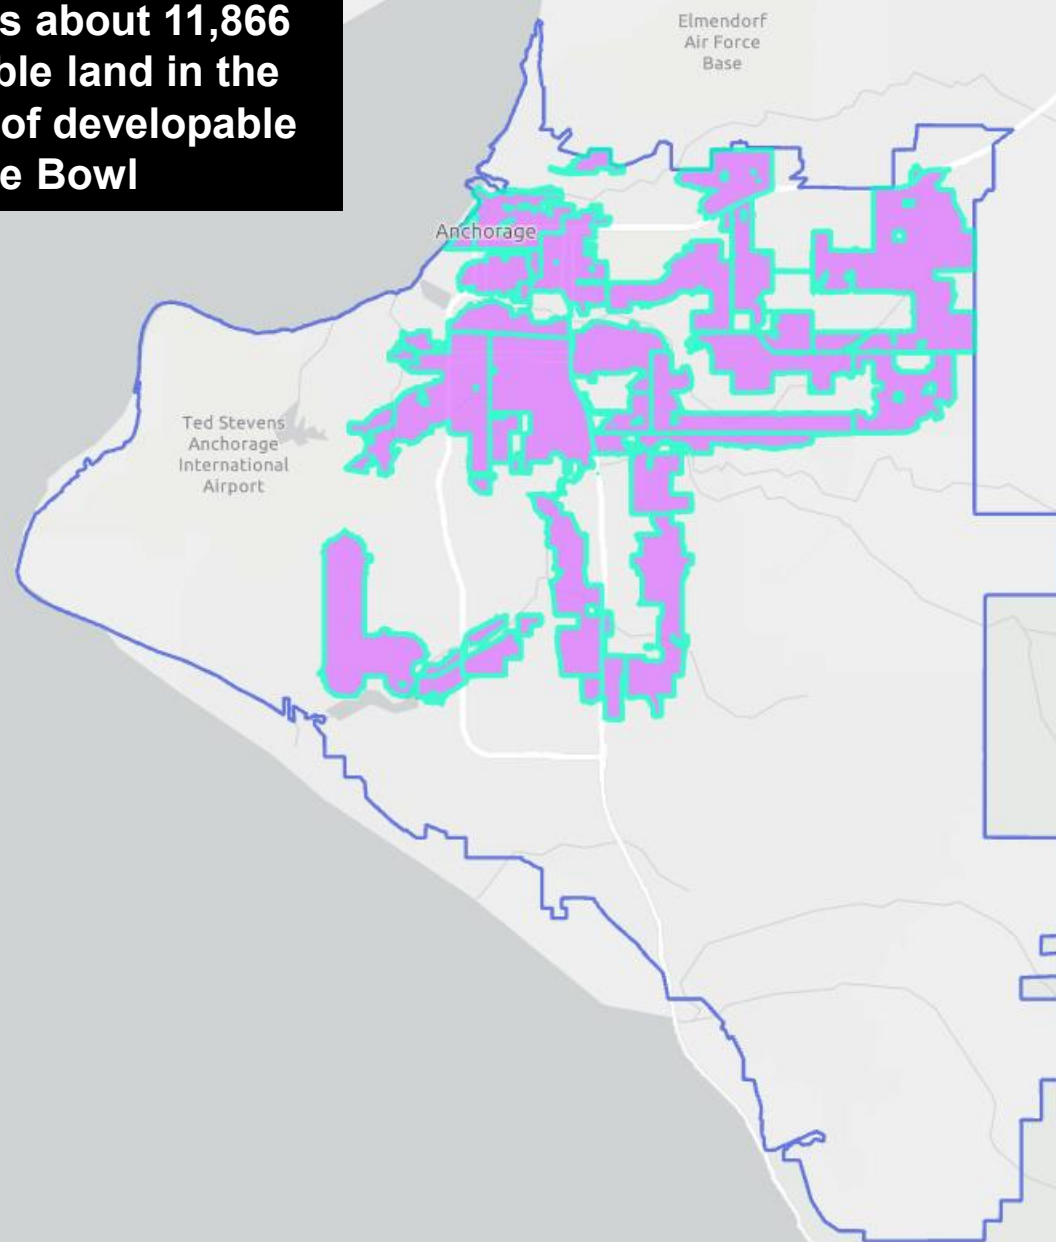 s about 11,866
ble land in the
of developable
e Bowl
Elmendorf
Air Force
Base
Anchorage
Ted Stevens
Anchorage
International
Airport